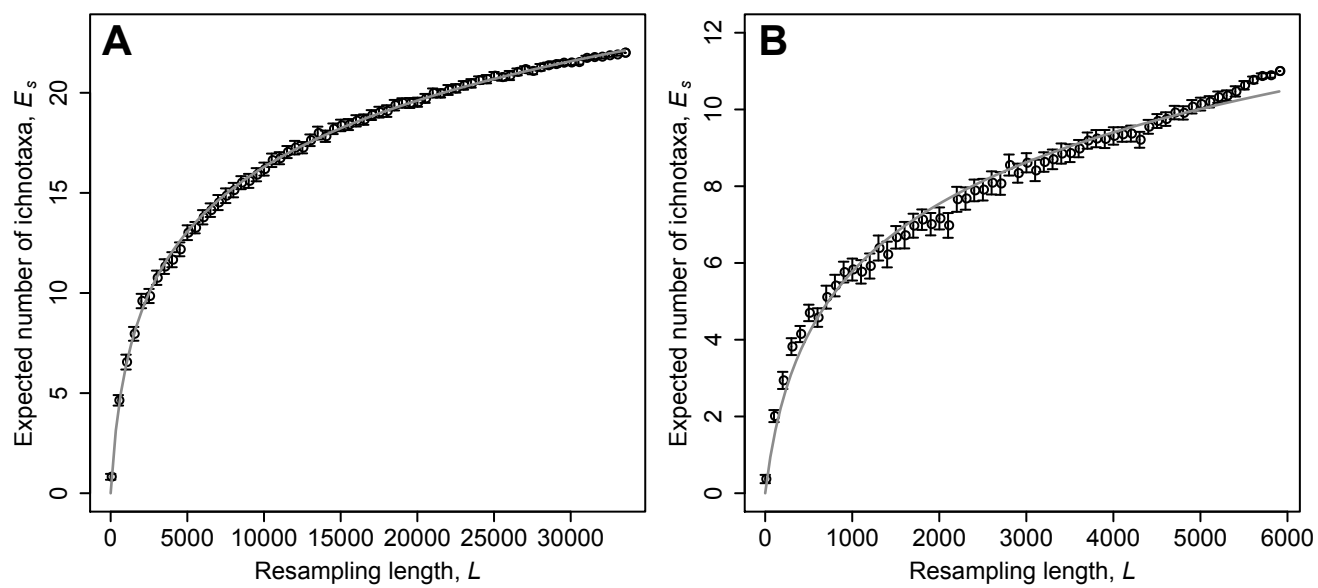 A
Expected number of ichnotaxa, E s
0
5
10
15
20
0 5000 10000 15000 20000 25000 30000
Resampling length, L
B
Expected number of ichnotaxa, E s
0
2
4
6
8
10
12
0 1000 2000 3000 4000 5000 6000
Resampling length, L